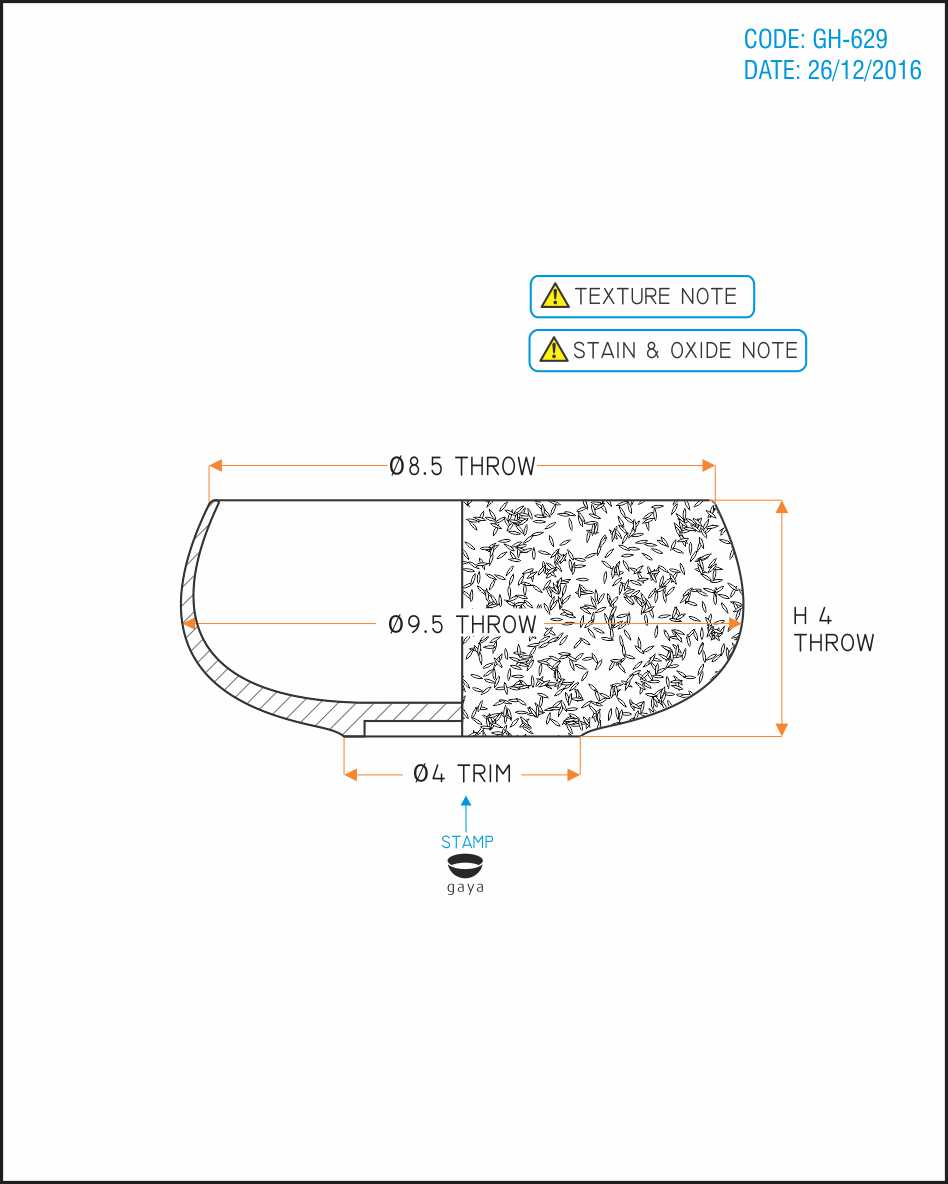 CODE: GH-629
DATE: 26/12/2016
TEXTURE NOTE
STAIN & OXIDE NOTE
Ø8.5 THROW
H 4
THROW
Ø9.5 THROW
Ø4 TRIM
STAMP
gaya